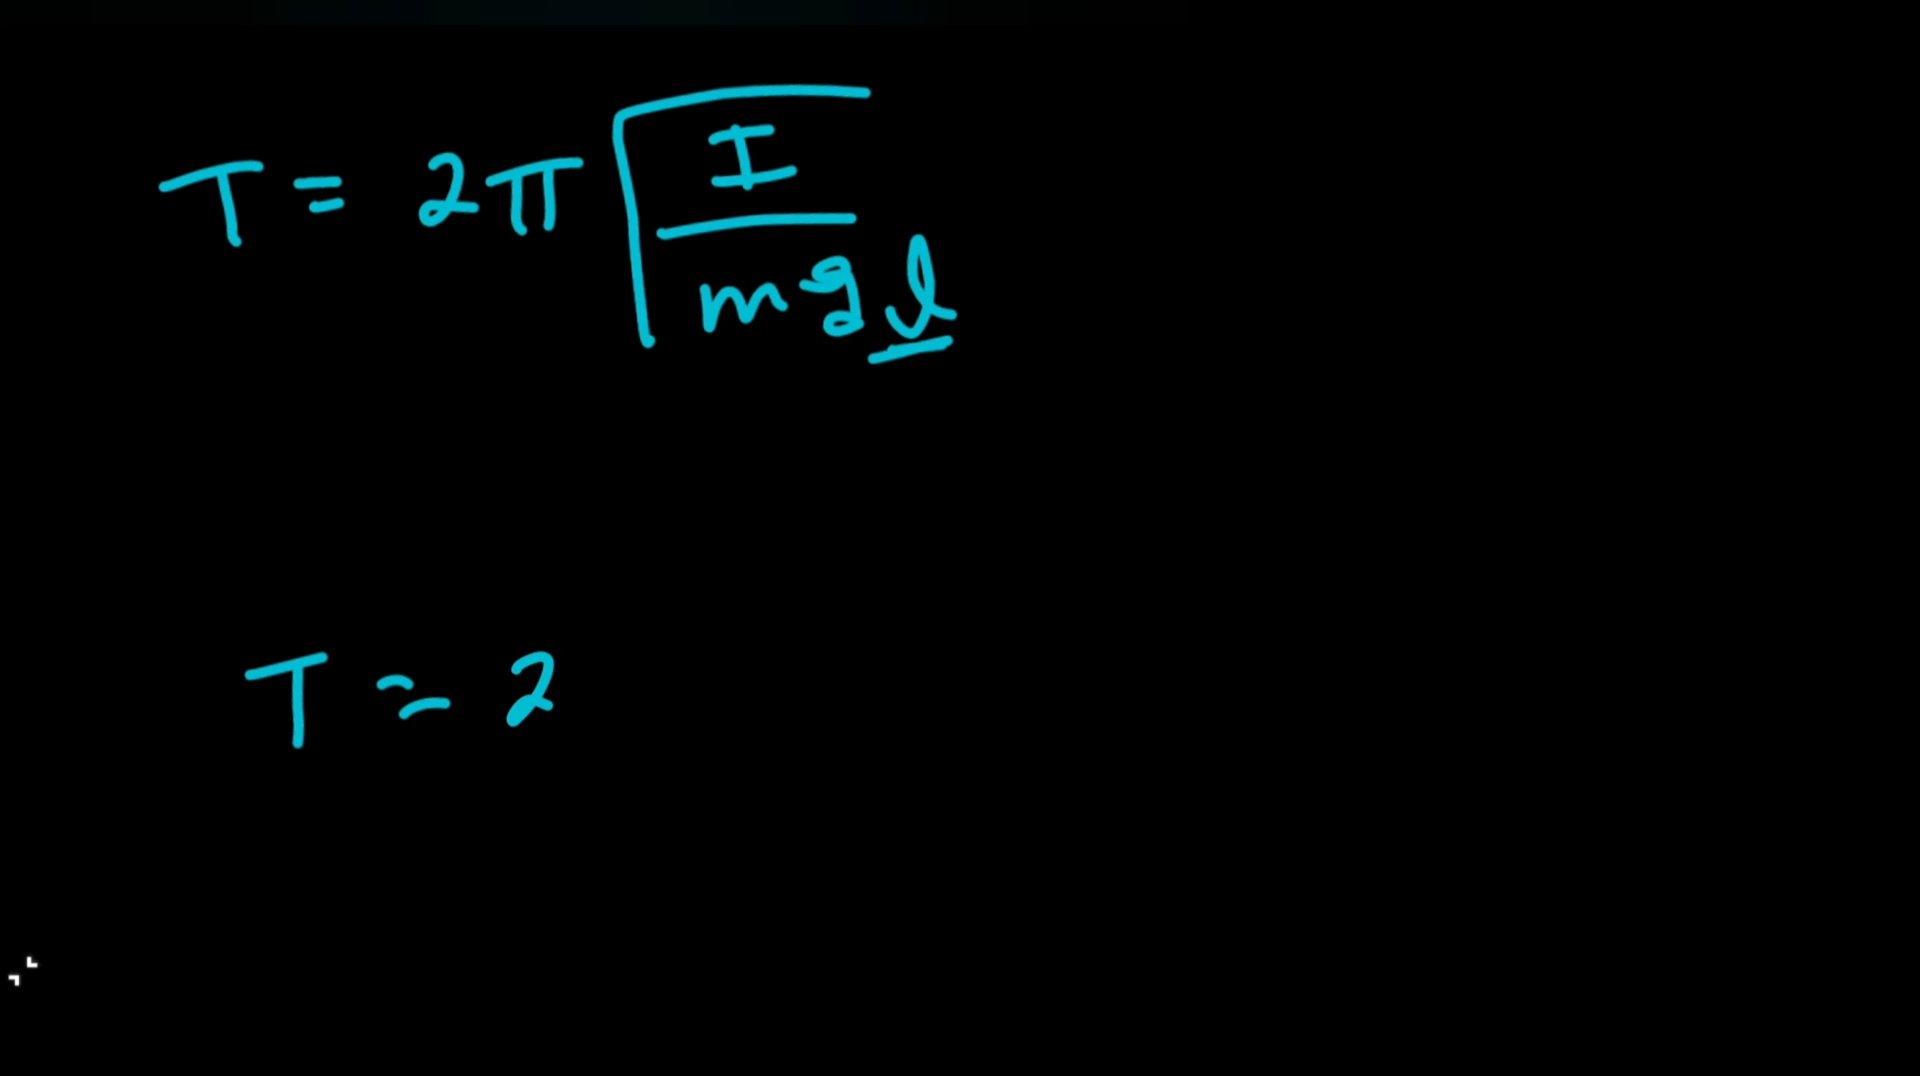 T = 2π √(I / mgl)
T = 2